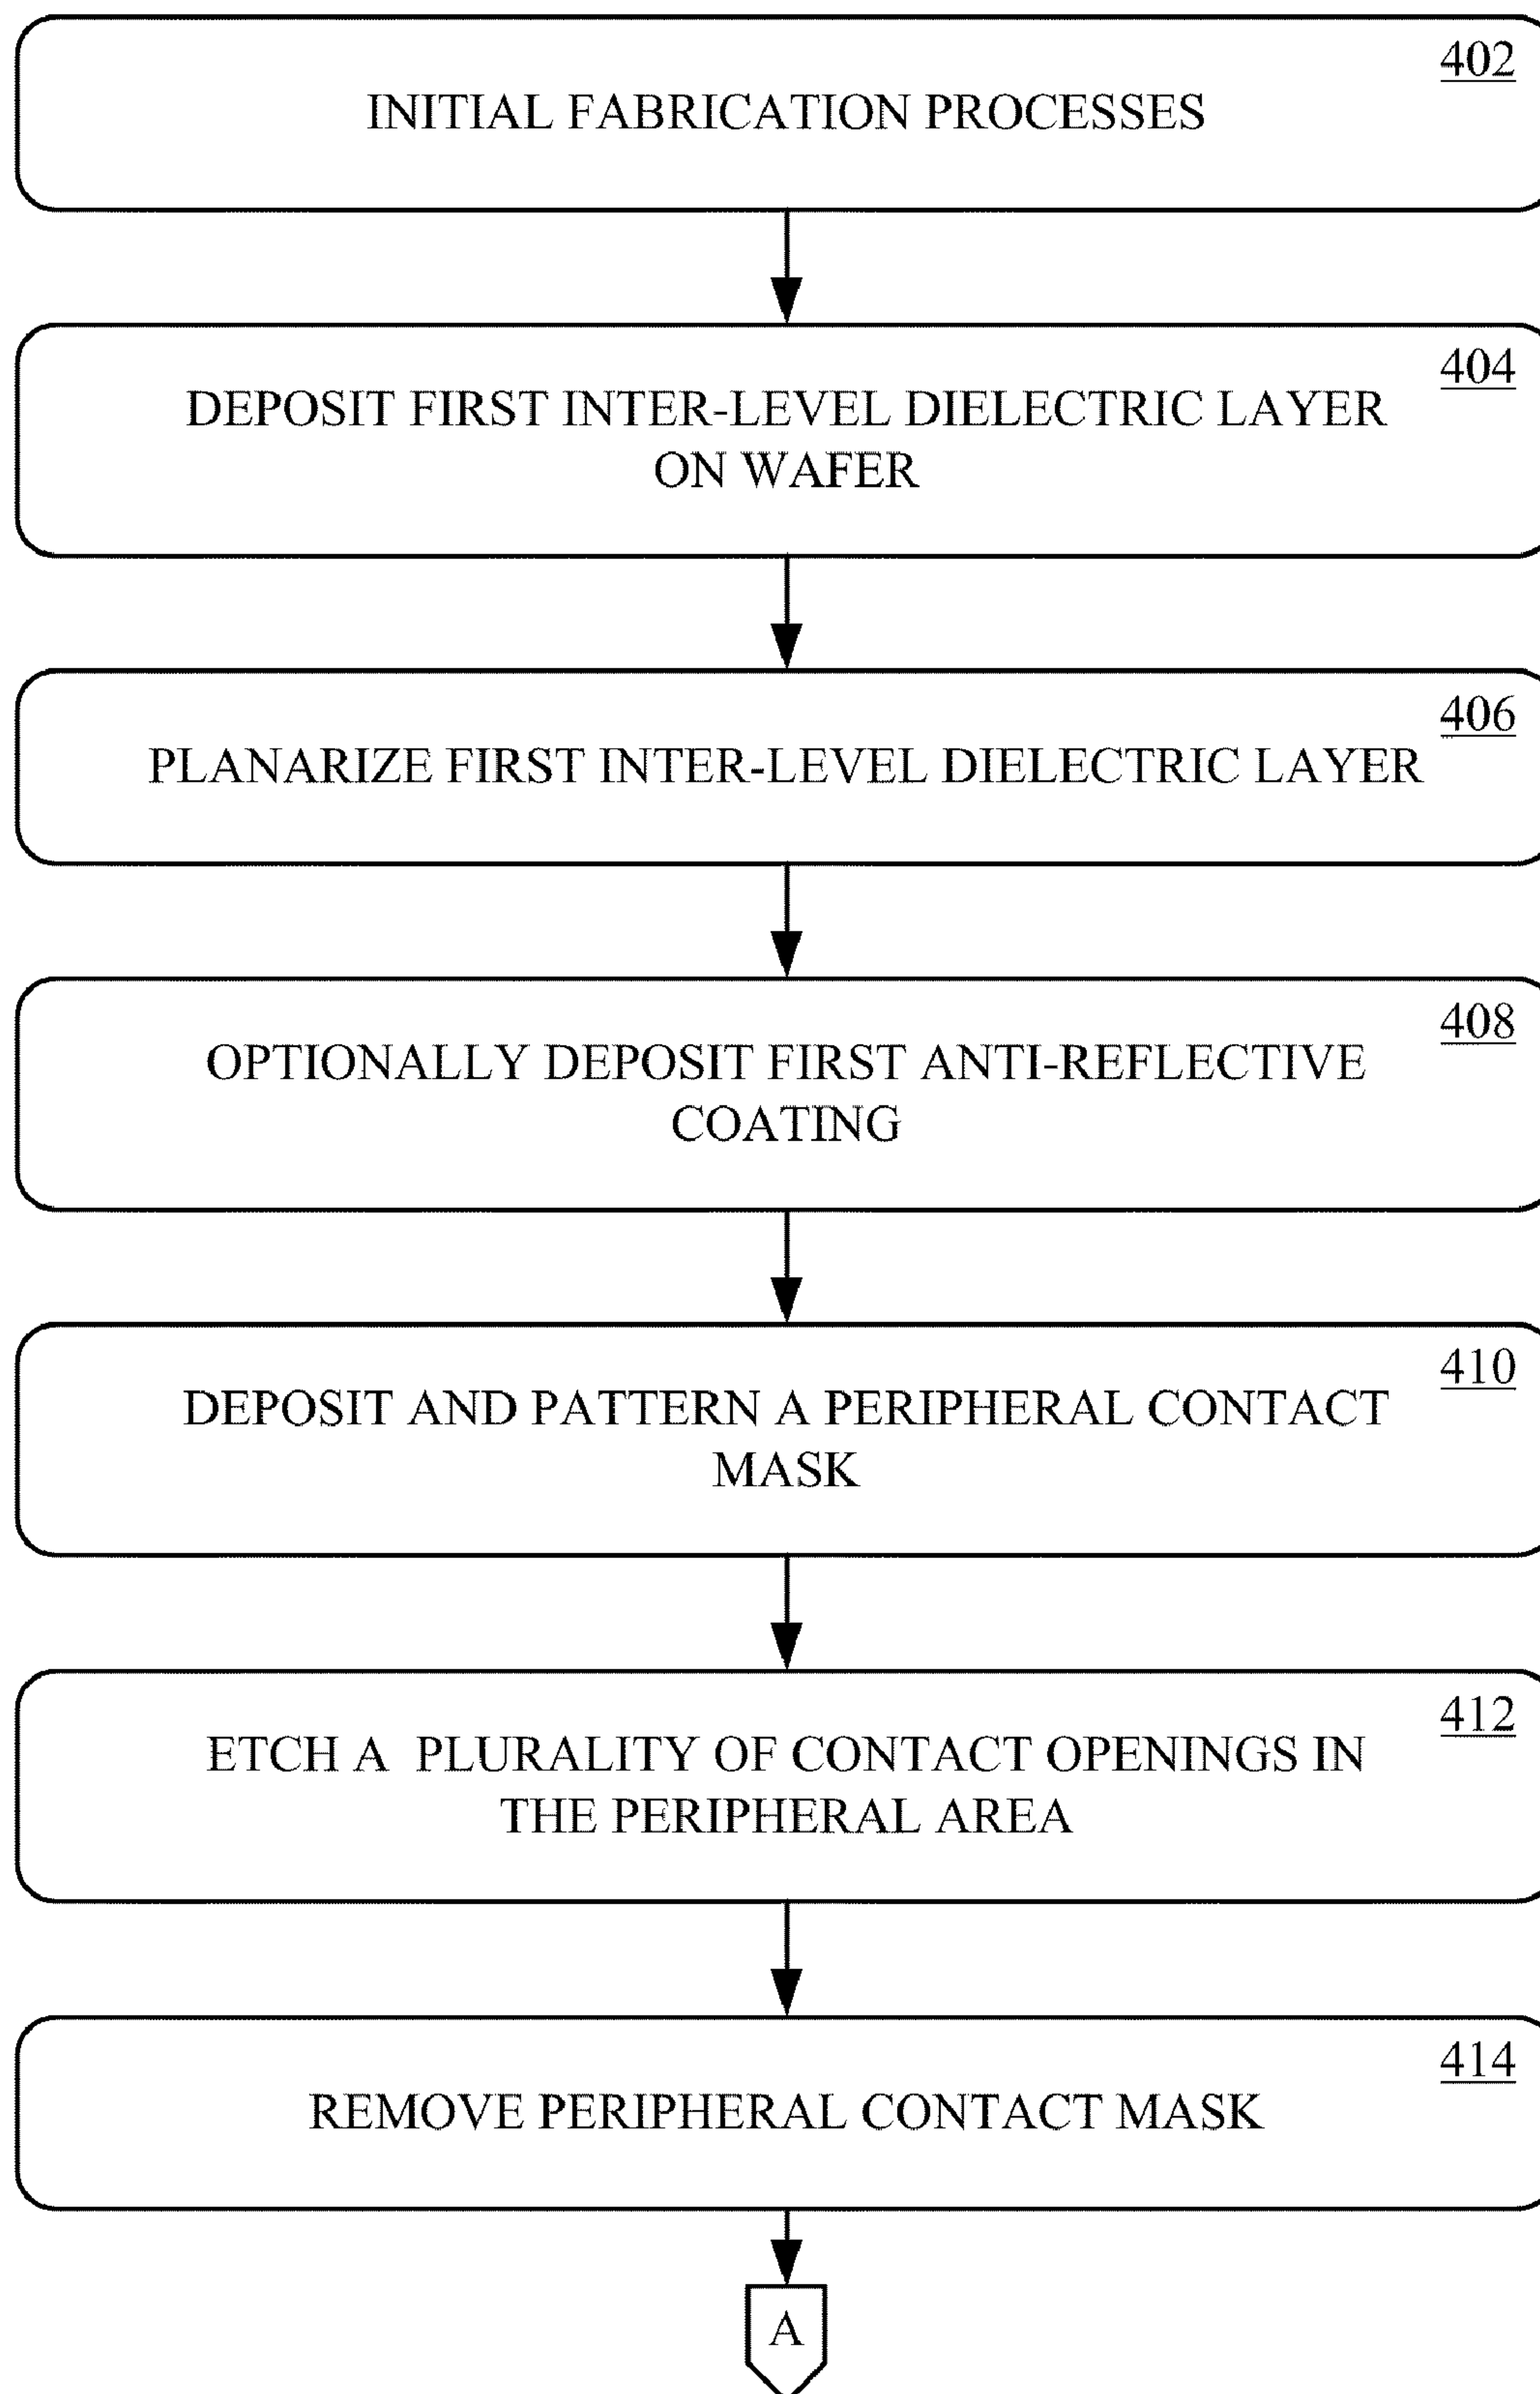 402
INITIAL FABRICATION PROCESSES
404
DEPOSIT FIRST INTER-LEVEL DIELECTRIC LAYER
ON WAFER
406
PLANARIZE FIRST INTER-LEVEL DIELECTRIC LAYER
408
OPTIONALLY DEPOSIT FIRST ANTI-REFLECTIVE
COATING
410
DEPOSIT AND PATTERN A PERIPHERAL CONTACT
MASK
412
ETCH A PLURALITY OF CONTACT OPENINGS IN
THE PERIPHERAL AREA
414
REMOVE PERIPHERAL CONTACT MASK
A